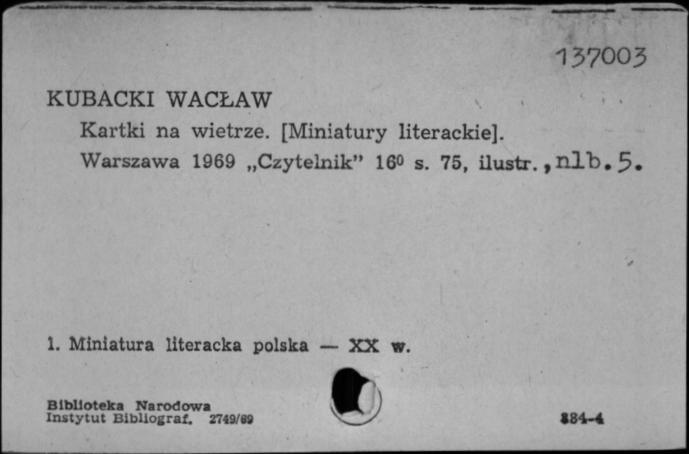 137003
KUBACKI WACŁAW
Kartki na wietrze. [Miniatury literackie].
Warszawa 1969 „Czytelnik” 16⁰ s. 75, ilustr., nlb. 5.
1. Miniatura literacka polska — XX w.
Biblioteka Narodowa
Instytut Bibliograf. 2749/69
884-4